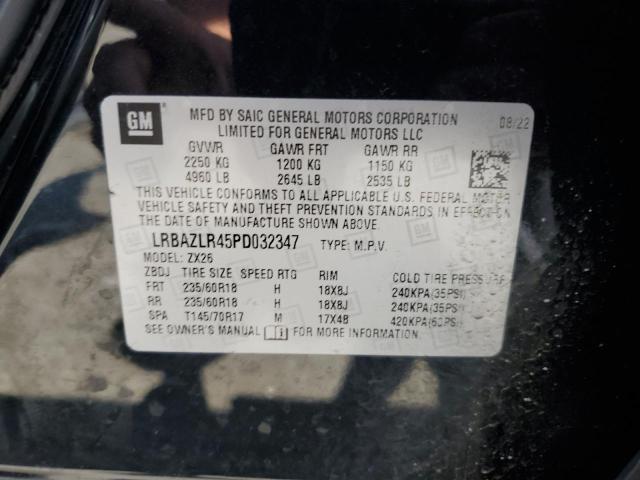 GM
MFD BY SAIC GENERAL MOTORS CORPORATION
LIMITED FOR GENERAL MOTORS LLC
08/22
GVWR GAWR FRT GAWR RR
2250 KG 1200 KG 1150 KG
4960 LB 2645 LB 2535 LB
THIS VEHICLE CONFORMS TO ALL APPLICABLE U.S. FEDERAL MOTOR
VEHICLE SAFETY AND THEFT PREVENTION STANDARDS IN EFFECT ON
THE DATE OF MANUFACTURE SHOWN ABOVE.
LRBAZLR45PD032347 TYPE: M.P.V.
MODEL: ZX26
ZBDJ TIRE SIZE SPEED RTG RIM COLD TIRE PRESSURE
FRT 235/60R18 H 18X8J 240KPA(35PSI)
RR 235/60R18 H 18X8J 240KPA(35PSI)
SPA T145/70R17 M 17X4B 420KPA(60PSI)
SEE OWNER'S MANUAL FOR MORE INFORMATION.